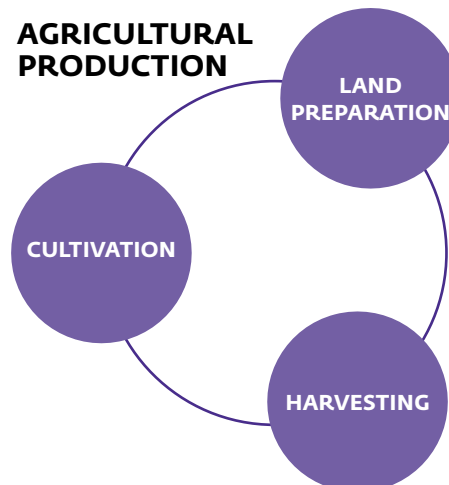 AGRICULTURAL
PRODUCTION
LAND
PREPARATION
CULTIVATION
HARVESTING